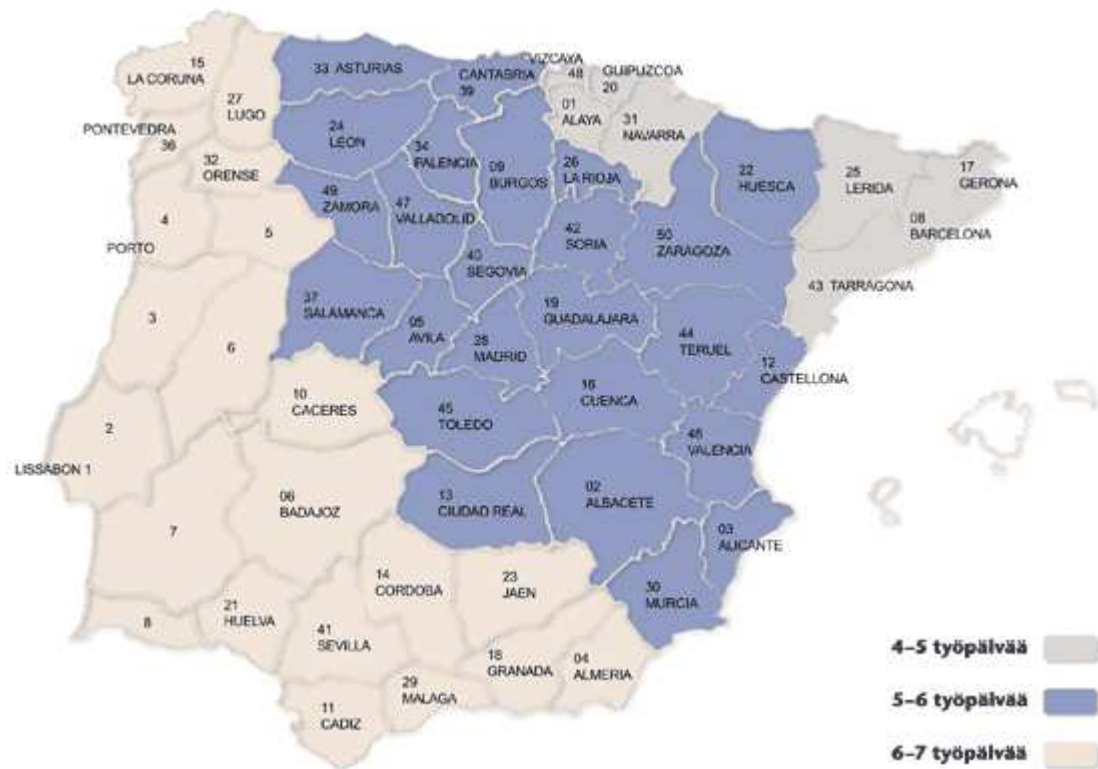 VIZCAYA
15
LA CORUNA
33 ASTURIAS
CANTABRIA
39
48
GUIPUZCOA
20
27
LUGO
01
ALAYA
31
NAVARRA
PONTEVEDRA
36
24
LEON
34
PALENCIA
09
BURGOS
26
LA RIOJA
22
HUESCA
25
LERIDA
17
GERONA
32
ORENSE
49
ZAMORA
47
VALLADOLID
42
SORIA
50
ZARAGOZA
08
BARCELONA
4
PORTO
5
40
SEGOVIA
43 TARRAGONA
37
SALAMANCA
05
AVILA
28
MADRID
19
GUADALAJARA
44
TERUEL
12
CASTELLONA
3
6
10
CACERES
45
TOLEDO
16
CUENCA
46
VALENCIA
2
LISSABON 1
06
BADAJOZ
13
CIUDAD REAL
02
ALBACETE
03
ALICANTE
7
14
CORDOBA
23
JAEN
30
MURCIA
8
21
HUELVA
41
SEVILLA
18
GRANADA
04
ALMERIA
29
MALAGA
11
CADIZ
4–5 työpälvää
5–6 työpälvää
6–7 työpälvää